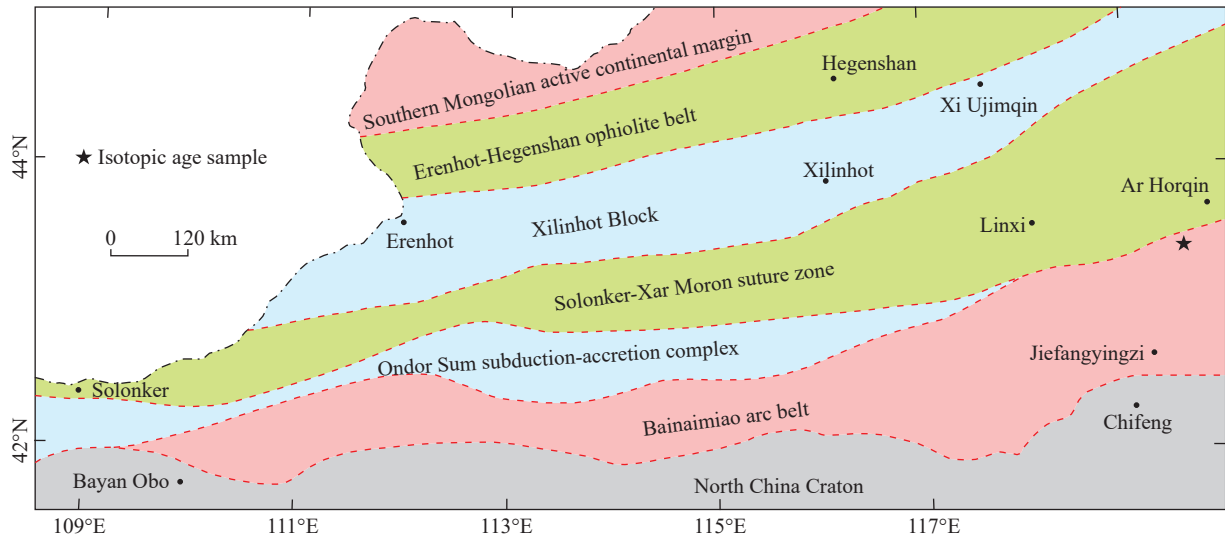 Southern Mongolian active continental margin
Hegenshan
Xi Ujimqin
44°N
★ Isotopic age sample
Erenhot-Hegenshan ophiolite belt
Xilinhot
Ar Horqin
0 120 km
Erenhot
Xilinhot Block
Linxi
Solonker-Xar Moron suture zone
Ondor Sum subduction-accretion complex
Jiefangyingzi
Solonker
Bainaimiao arc belt
Chifeng
42°N
Bayan Obo
North China Craton
109°E 111°E 113°E 115°E 117°E